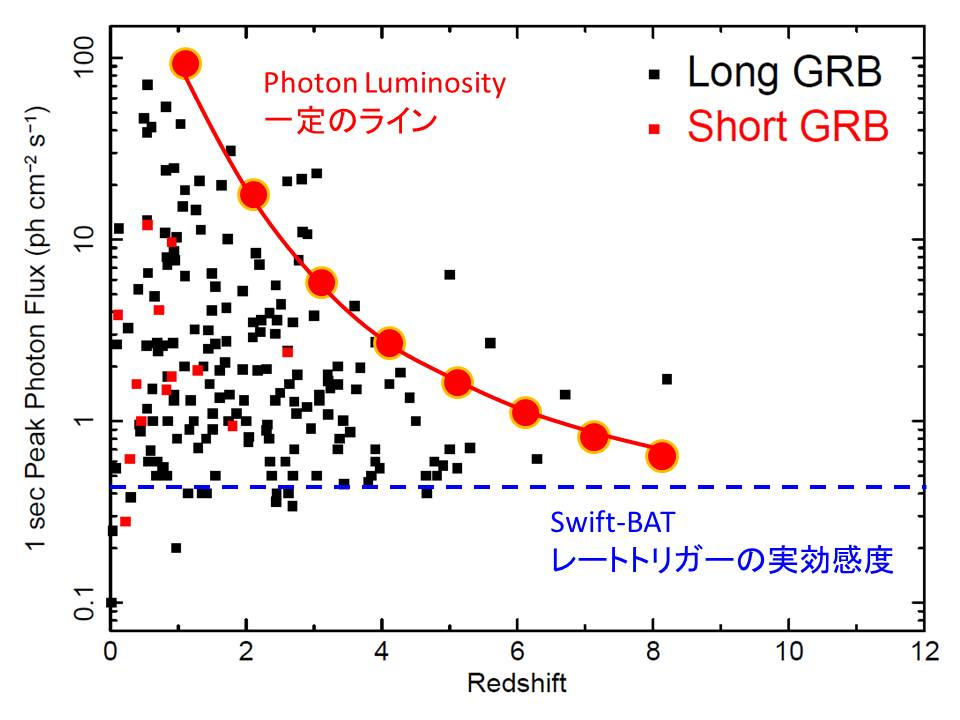 100
10
1
0.1
1 sec Peak Photon Flux (ph cm⁻² s⁻¹)
Photon Luminosity
一定のライン
Long GRB
Short GRB
Swift-BAT
レートトリガーの実効感度
0 2 4 6 8 10 12
Redshift